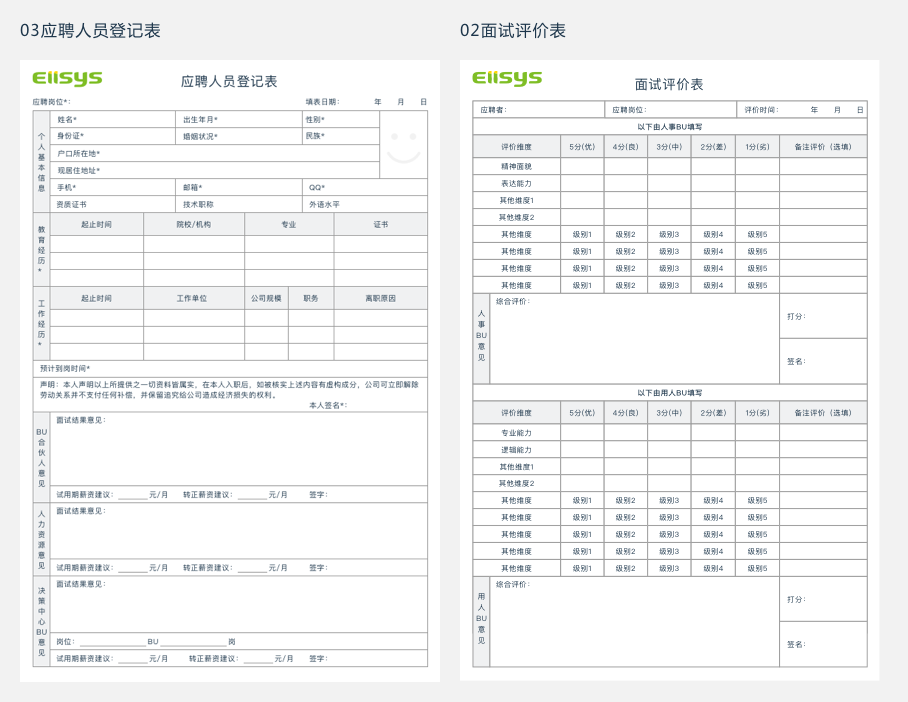 03应聘人员登记表
Elisys
应聘人员登记表
应聘岗位*: 填表日期: 年 月 日
个人基本信息
姓名* 出生年月* 性别*
身份证* 婚姻状况* 民族*
户口所在地*
现居住地址*
手机* 邮箱* QQ*
资质证书 技术职称 外语水平
教育经历*
起止时间 院校/机构 专业 证书
工作经历*
起止时间 工作单位 公司规模 职务 离职原因
预计到岗时间*
声明：本人声明以上所提供之一切资料皆属实，在本人入职后，如被核实上述内容有虚构成分，公司可立即解除
劳动关系并不支付任何补偿，并保留追究给公司造成经济损失的权利。
本人签名*:
BU合伙人意见
面试结果意见:
试用期薪资建议: ______元/月 转正薪资建议: ______元/月 签字:
人力资源意见
面试结果意见:
试用期薪资建议: ______元/月 转正薪资建议: ______元/月 签字:
决策中心BU意见
面试结果意见:
岗位: ______________BU______________岗
试用期薪资建议: ______元/月 转正薪资建议: ______元/月 签字:
02面试评价表
Elisys
面试评价表
应聘者: 应聘岗位: 评价时间: 年 月 日
以下由人事BU填写
评价维度 5分(优) 4分(良) 3分(中) 2分(差) 1分(劣) 备注评价（选填）
精神面貌
表达能力
其他维度1
其他维度2
其他维度 级别1 级别2 级别3 级别4 级别5
其他维度 级别1 级别2 级别3 级别4 级别5
其他维度 级别1 级别2 级别3 级别4 级别5
其他维度 级别1 级别2 级别3 级别4 级别5
人事BU意见
综合评价:
打分:
签名:
以下由用人BU填写
评价维度 5分(优) 4分(良) 3分(中) 2分(差) 1分(劣) 备注评价（选填）
专业能力
逻辑能力
其他维度1
其他维度2
其他维度 级别1 级别2 级别3 级别4 级别5
其他维度 级别1 级别2 级别3 级别4 级别5
其他维度 级别1 级别2 级别3 级别4 级别5
其他维度 级别1 级别2 级别3 级别4 级别5
其他维度 级别1 级别2 级别3 级别4 级别5
用人BU意见
综合评价:
打分:
签名: